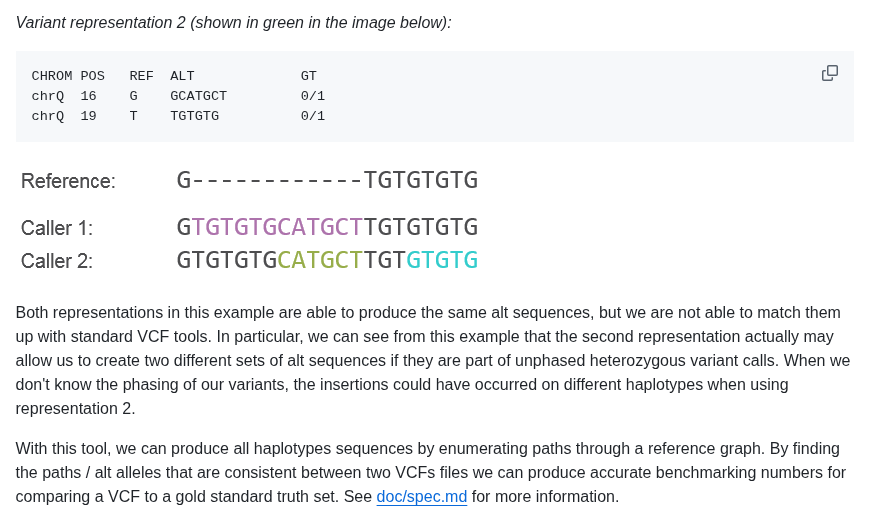 Variant representation 2 (shown in green in the image below):
CHROM POS   REF  ALT             GT
chrQ  16    G    GCATGCT         0/1
chrQ  19    T    TGTGTG          0/1
Reference: G------------TGTGTGTG
Caller 1: GTGTGTGCATGCTTGTGTGTG
Caller 2: GTGTGTGCATGCTTGTGTGTG
Both representations in this example are able to produce the same alt sequences, but we are not able to match them
up with standard VCF tools. In particular, we can see from this example that the second representation actually may
allow us to create two different sets of alt sequences if they are part of unphased heterozygous variant calls. When we
don't know the phasing of our variants, the insertions could have occurred on different haplotypes when using
representation 2.
With this tool, we can produce all haplotypes sequences by enumerating paths through a reference graph. By finding
the paths / alt alleles that are consistent between two VCFs files we can produce accurate benchmarking numbers for
comparing a VCF to a gold standard truth set. See doc/spec.md for more information.